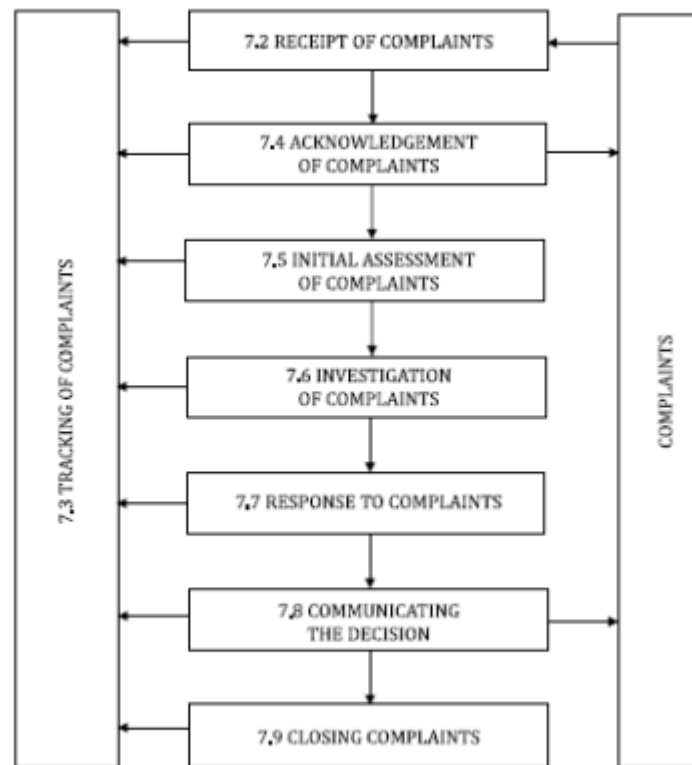 7.2 RECEIPT OF COMPLAINTS
7.4 ACKNOWLEDGEMENT
OF COMPLAINTS
7.5 INITIAL ASSESSMENT
OF COMPLAINTS
7.6 INVESTIGATION
OF COMPLAINTS
7.7 RESPONSE TO COMPLAINTS
7.8 COMMUNICATING
THE DECISION
7.9 CLOSING COMPLAINTS
7.3 TRACKING OF COMPLAINTS
COMPLAINTS